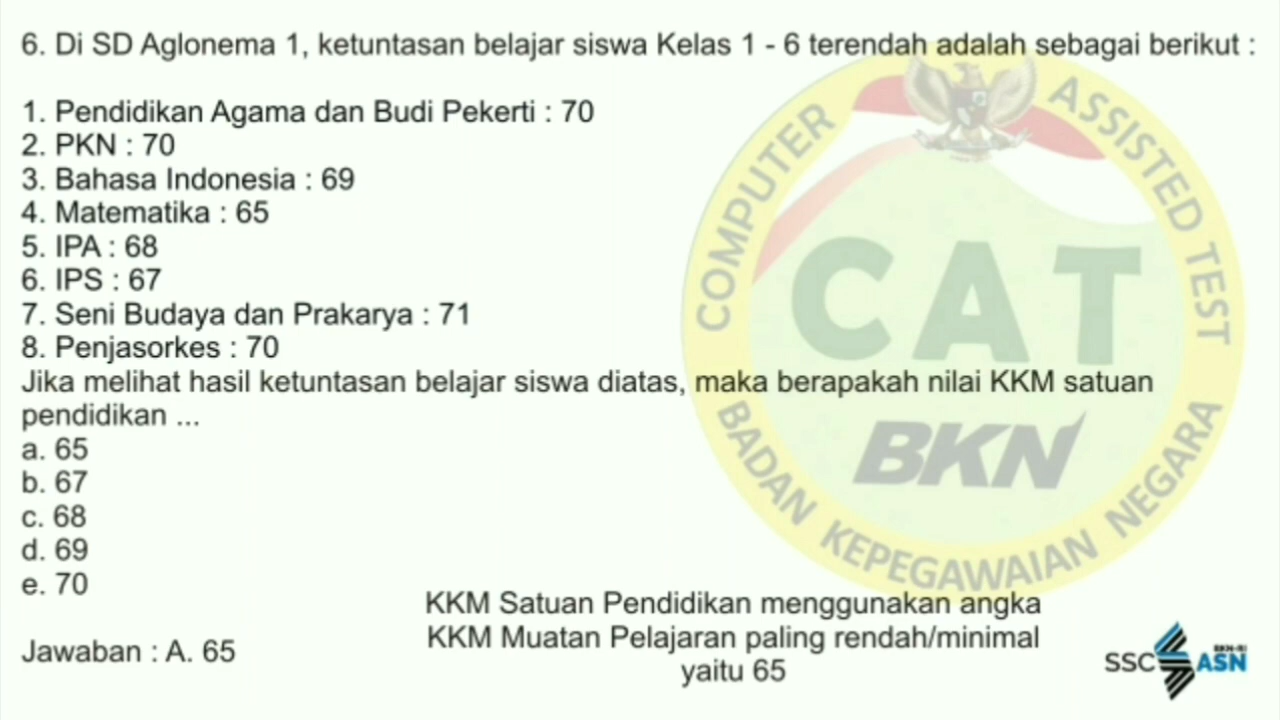 6. Di SD Aglonema 1, ketuntasan belajar siswa Kelas 1 - 6 terendah adalah sebagai berikut :
1. Pendidikan Agama dan Budi Pekerti : 70
2. PKN : 70
3. Bahasa Indonesia : 69
4. Matematika : 65
5. IPA : 68
6. IPS : 67
7. Seni Budaya dan Prakarya : 71
8. Penjasorkes : 70
Jika melihat hasil ketuntasan belajar siswa diatas, maka berapakah nilai KKM satuan
pendidikan ...
a. 65
b. 67
c. 68
d. 69
e. 70
Jawaban : A. 65
KKM Satuan Pendidikan menggunakan angka
KKM Muatan Pelajaran paling rendah/minimal
yaitu 65
COMPUTER ASSISTED TEST
CAT
BKN
BADAN KEPEGAWAIAN NEGARA
SSC
BKN-RI
ASN